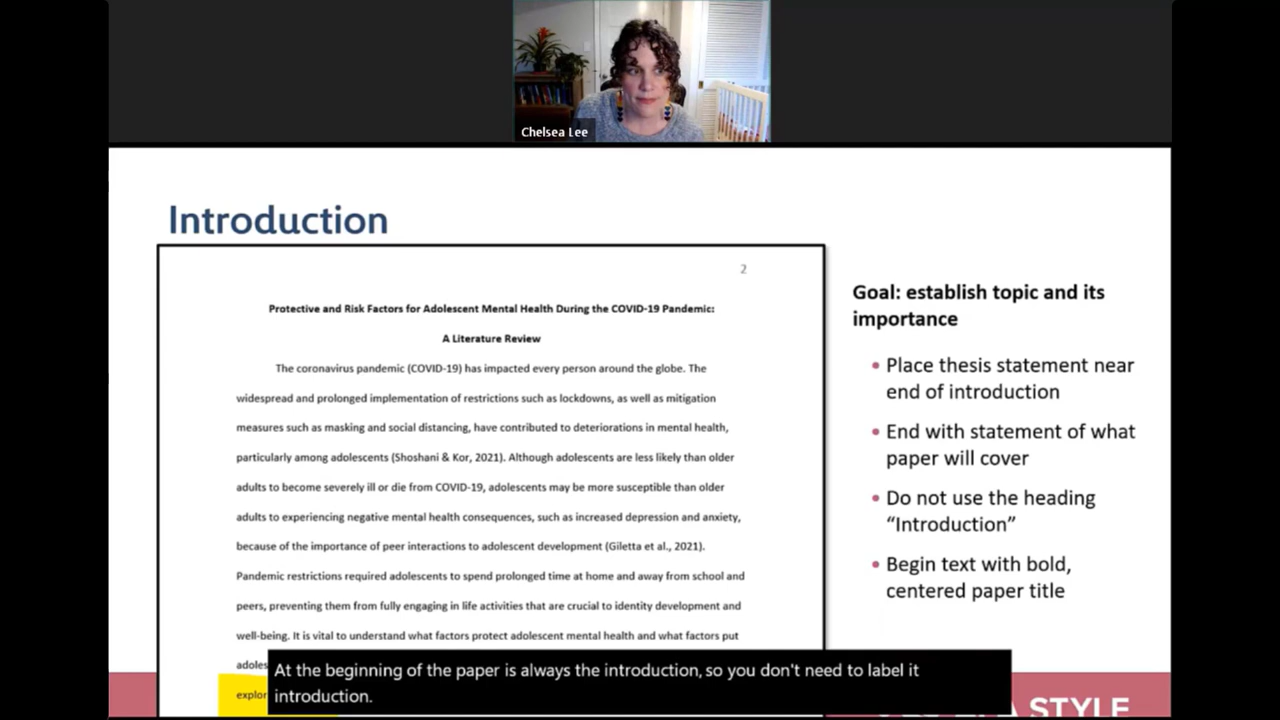 Chelsea Lee
Introduction
2
Protective and Risk Factors for Adolescent Mental Health During the COVID-19 Pandemic:
A Literature Review
The coronavirus pandemic (COVID-19) has impacted every person around the globe. The
widespread and prolonged implementation of restrictions such as lockdowns, as well as mitigation
measures such as masking and social distancing, have contributed to deteriorations in mental health,
particularly among adolescents (Shoshani & Kor, 2021). Although adolescents are less likely than older
adults to become severely ill or die from COVID-19, adolescents may be more susceptible than older
adults to experiencing negative mental health consequences, such as increased depression and anxiety,
because of the importance of peer interactions to adolescent development (Giletta et al., 2021).
Pandemic restrictions required adolescents to spend prolonged time at home and away from school and
peers, preventing them from fully engaging in life activities that are crucial to identity development and
well-being. It is vital to understand what factors protect adolescent mental health and what factors put
Goal: establish topic and its
importance
• Place thesis statement near
end of introduction
• End with statement of what
paper will cover
• Do not use the heading
“Introduction”
• Begin text with bold,
centered paper title
At the beginning of the paper is always the introduction, so you don't need to label it
introduction.
STYLE